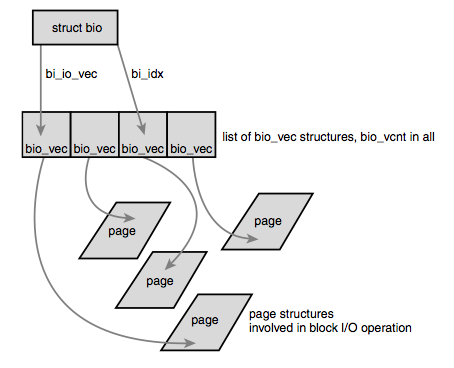 struct bio
bi_io_vec
bi_idx
bio_vec bio_vec bio_vec bio_vec
list of bio_vec structures, bio_vcnt in all
page
page
page
page
page structures
involved in block I/O operation